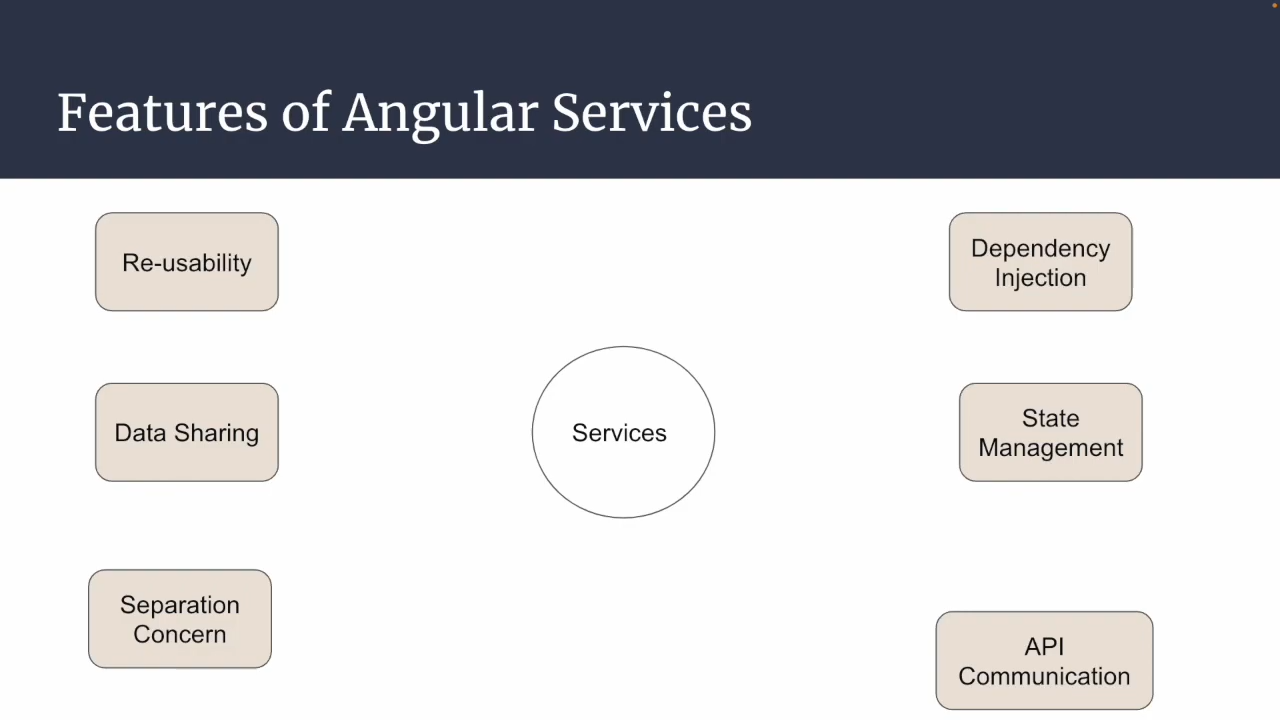 Features of Angular Services
Re-usability
Dependency
Injection
Data Sharing
Services
State
Management
Separation
Concern
API
Communication